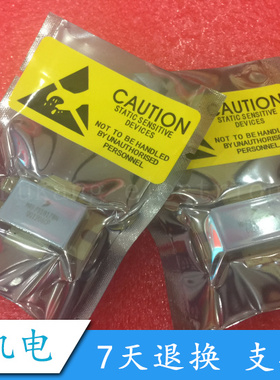 CAUTION
STATIC SENSITIVE
DEVICES
NOT TO BE HANDLED
BY UNAUTHORISED
PERSONNEL
CAUTION
STATIC SENSITIVE
DEVICES
NOT TO BE HANDLED
BY UNAUTHORISED
PERSONNEL
机电
7天退换 支